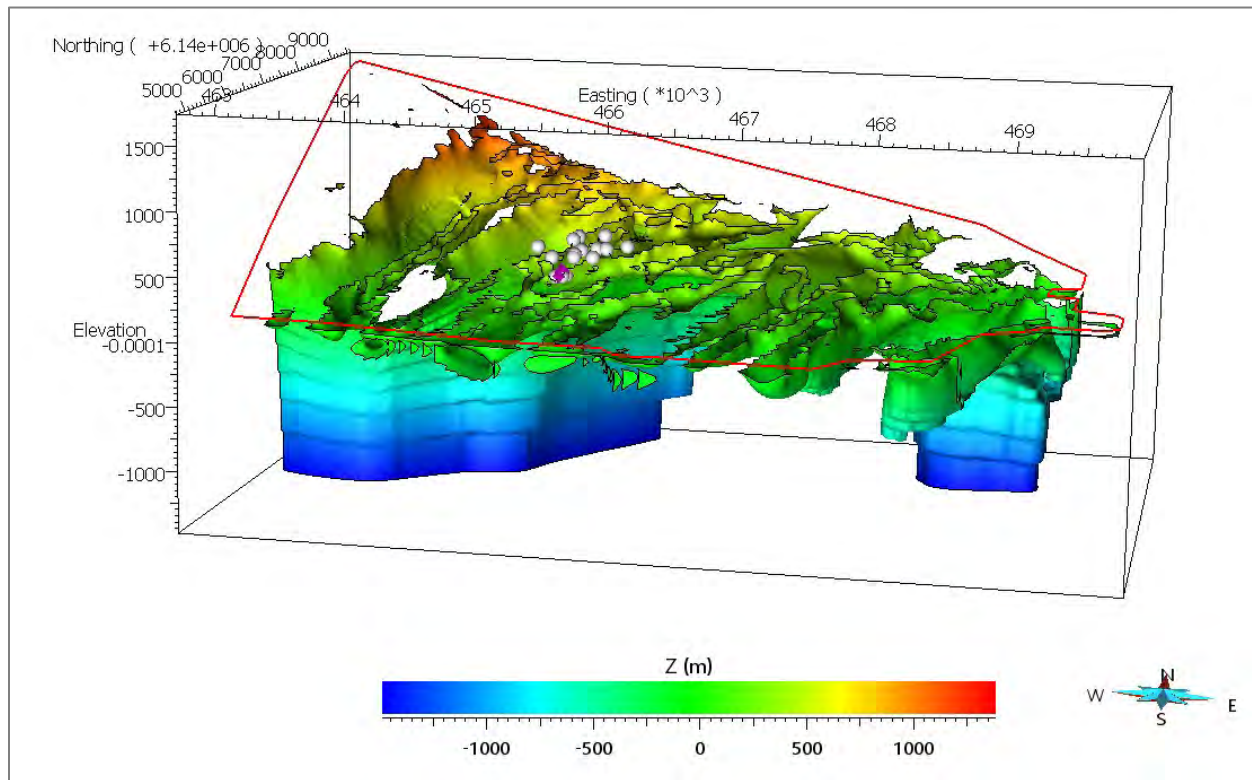 Northing ( +6.14e+006 )
5000 6000 7000 8000 9000
Easting ( *10^3 )
463 464 465 466 467 468 469
Elevation
1500
1000
500
-0.0001
-500
-1000
Z (m)
-1000 -500 0 500 1000
N
W E
S